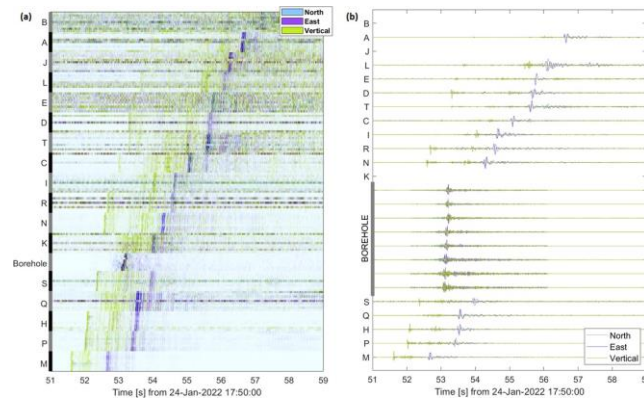 (a)
North
East
Vertical
B
A
J
L
E
D
T
C
I
R
N
K
Borehole
S
Q
H
P
M
51 52 53 54 55 56 57 58 59
Time [s] from 24-Jan-2022 17:50:00
(b)
B
A
J
L
E
D
T
C
I
R
N
K
BOREHOLE
S
Q
H
P
M
North
East
Vertical
51 52 53 54 55 56 57 58 59
Time [s] from 24-Jan-2022 17:50:00